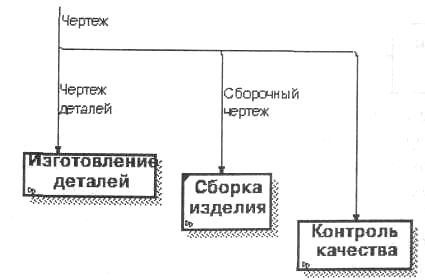 Чертеж
Чертеж
деталей
Сборочный
чертеж
Изготовление
деталей
Сборка
изделия
Контроль
качества